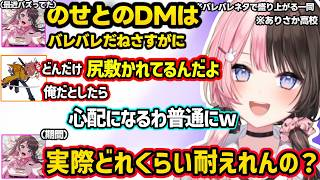 (最近バズってた)
のせとのDMは
バレバレだねさすがに
※バレバレネタで盛り上がる一同
※ありさか高校
どんだけ尻敷かれてるんだよ
俺だとしたら
心配になるわ普通にw
(期間)
実際どれくらい耐えれんの?